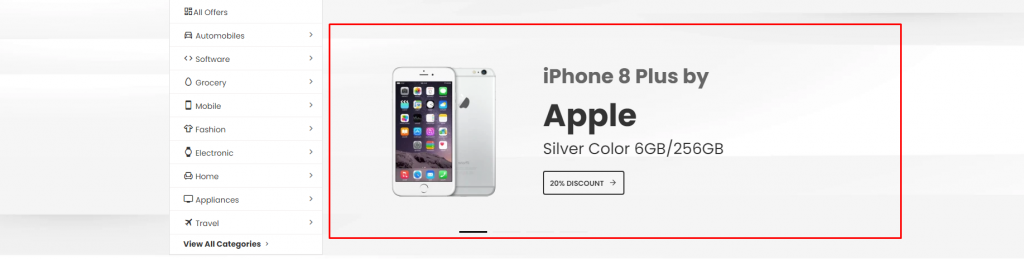 All Offers
Automobiles
Software
Grocery
Mobile
Fashion
Electronic
Home
Appliances
Travel
View All Categories
iPhone 8 Plus by
Apple
Silver Color 6GB/256GB
20% DISCOUNT